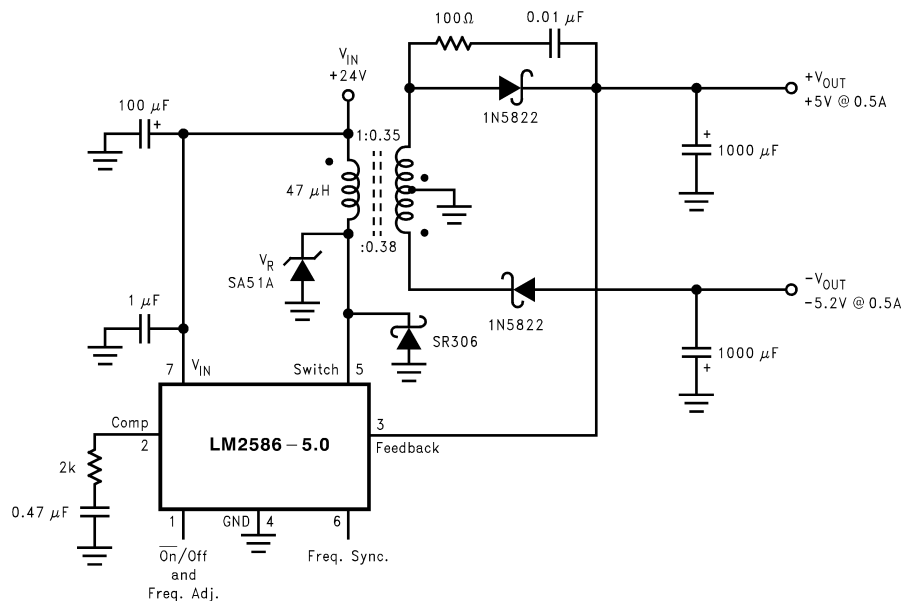 100Ω
0.01 μF
V_IN
+24V
100 μF
+
1:0.35
1N5822
+V_OUT
+5V @ 0.5A
+
1000 μF
47 μH
:0.38
V_R
SA51A
1N5822
-V_OUT
-5.2V @ 0.5A
1 μF
SR306
1000 μF
+
7
V_IN
Switch
5
Comp
2
LM2586-5.0
3
Feedback
2k
0.47 μF
1
GND
4
6
O̅n̅/Off
and
Freq. Adj.
Freq. Sync.